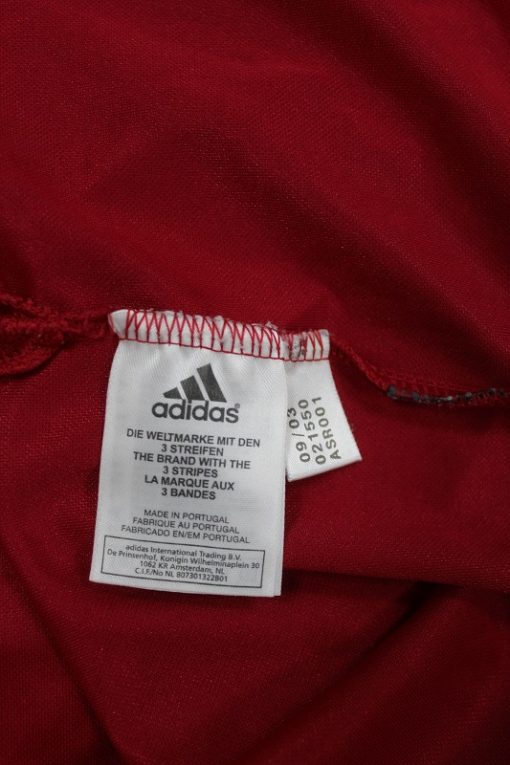 adidas
DIE WELTMARKE MIT DEN
3 STREIFEN
THE BRAND WITH THE
3 STRIPES
LA MARQUE AUX
3 BANDES
MADE IN PORTUGAL
FABRIQUE AU PORTUGAL
FABRICADO EN/EM PORTUGAL
adidas International Trading B.V.
De Prinsenhof, Konigin Wilhelminaplein 30
1062 KR Amsterdam, NL
C.I.F./No NL 807301322B01
09/03
021550
ASR001